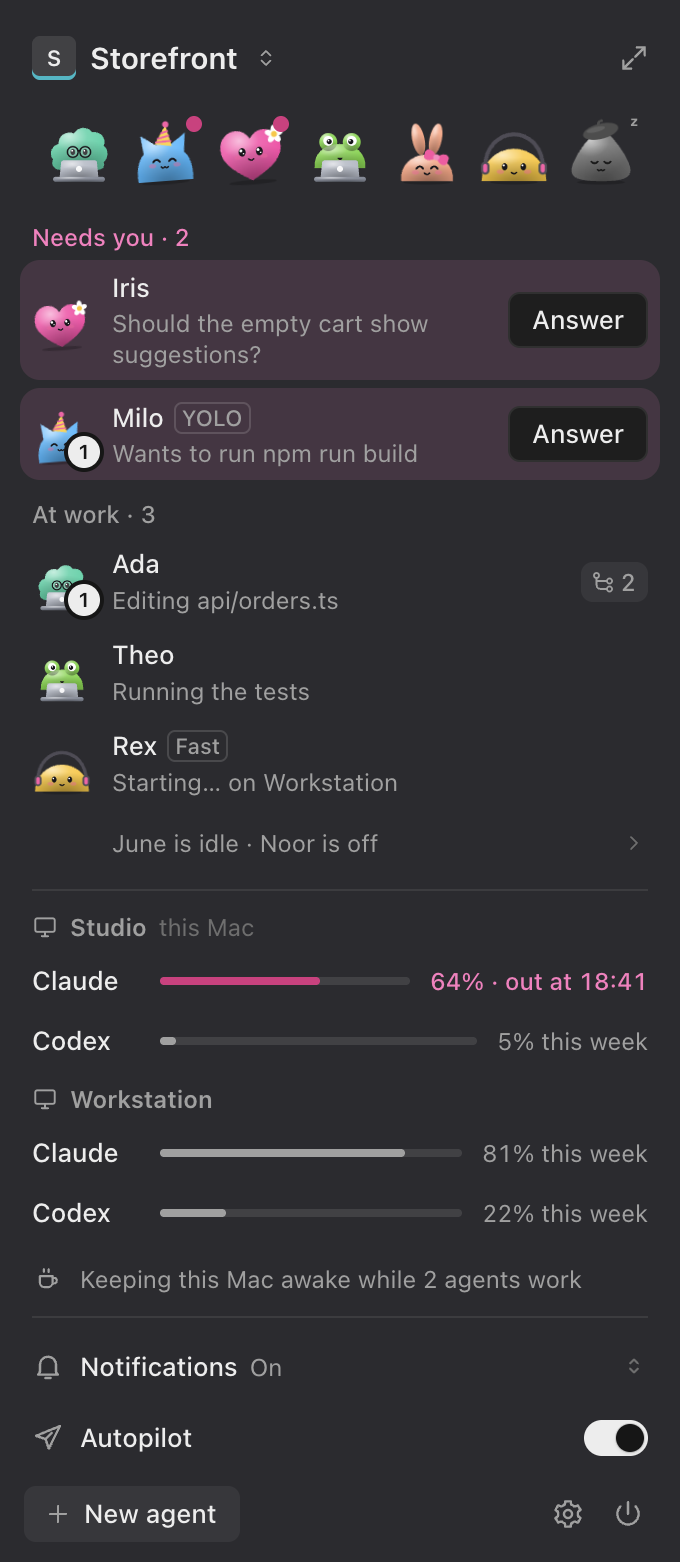 S Storefront
z
Needs you · 2
Iris
Should the empty cart show
suggestions?
Answer
Milo YOLO
1
Wants to run npm run build
Answer
At work · 3
Ada
1
Editing api/orders.ts
2
Theo
Running the tests
Rex Fast
Starting... on Workstation
June is idle · Noor is off
Studio this Mac
Claude 64% · out at 18:41
Codex 5% this week
Workstation
Claude 81% this week
Codex 22% this week
Keeping this Mac awake while 2 agents work
Notifications On
Autopilot
+ New agent